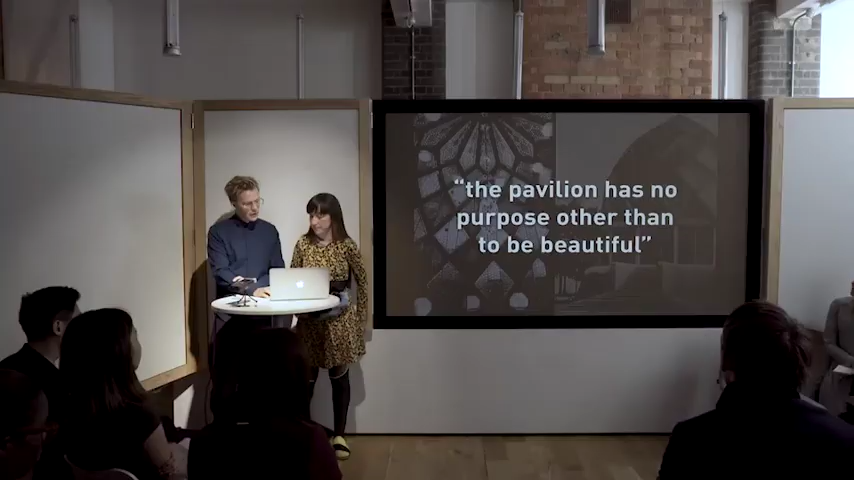 “the pavilion has no
purpose other than
to be beautiful”